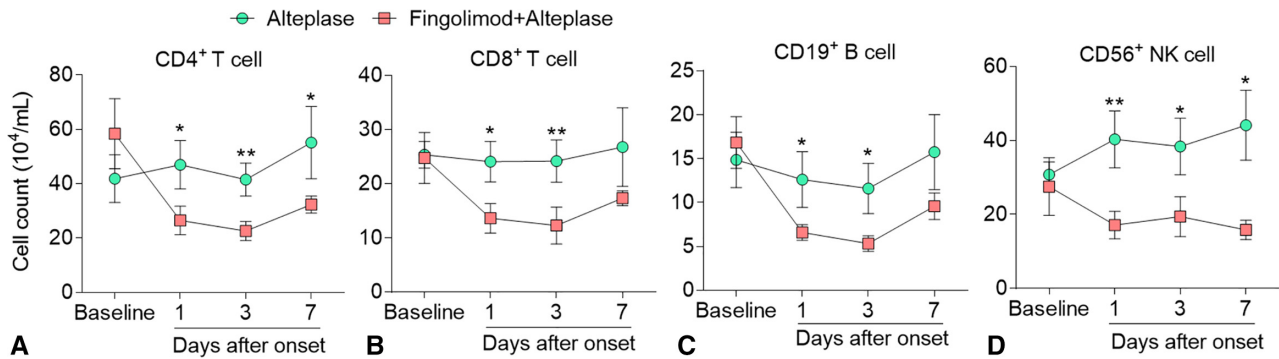 Alteplase
Fingolimod+Alteplase
CD4⁺ T cell
CD8⁺ T cell
CD19⁺ B cell
CD56⁺ NK cell
Cell count (10⁴/mL)
80
60
40
20
0
*
**
*
Baseline
1
3
7
Days after onset
A
40
30
20
10
0
*
**
Baseline
1
3
7
Days after onset
B
25
20
15
10
5
0
*
*
Baseline
1
3
7
Days after onset
C
60
40
20
0
**
*
*
Baseline
1
3
7
Days after onset
D